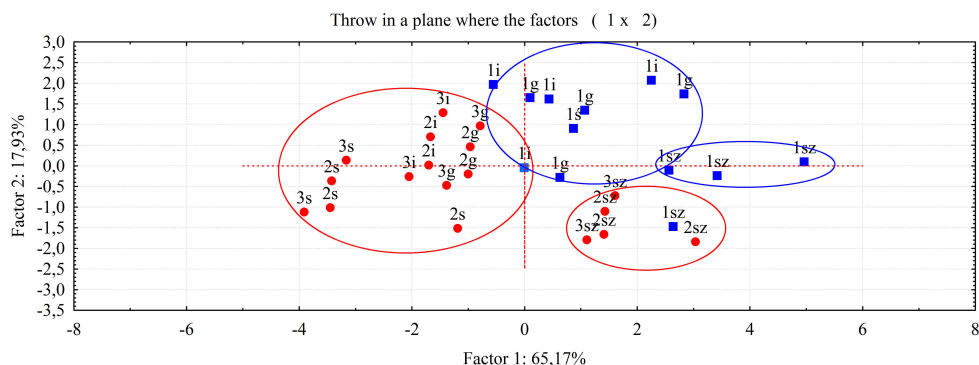 Throw in a plane where the factors ( 1 x 2)
3,0
2,5
2,0
1,5
1,0
0,5
0,0
-0,5
-1,0
-1,5
-2,0
-2,5
-3,0
-3,5
Factor 2: 17,93%
1i 1i
1g 1i 1g
3i 3g 1g
2i 1s
2i 2g
3s 1i
3i 3g 2g 1g 1sz 1sz 1sz
2s 3sz
3s 2s 2s 2sz
3sz 2sz 1sz 2sz
-8 -6 -4 -2 0 2 4 6 8
Factor 1: 65,17%